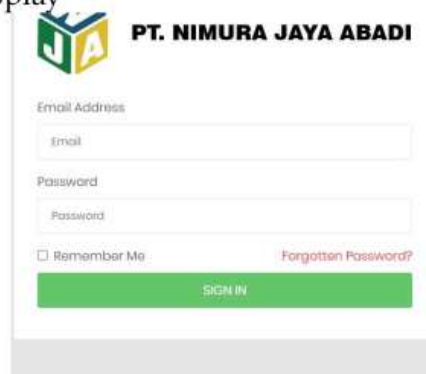 PT. NIMURA JAYA ABADI
J A
Email Address
Email
Password
Password
Remember Me Forgotten Password?
SIGN IN